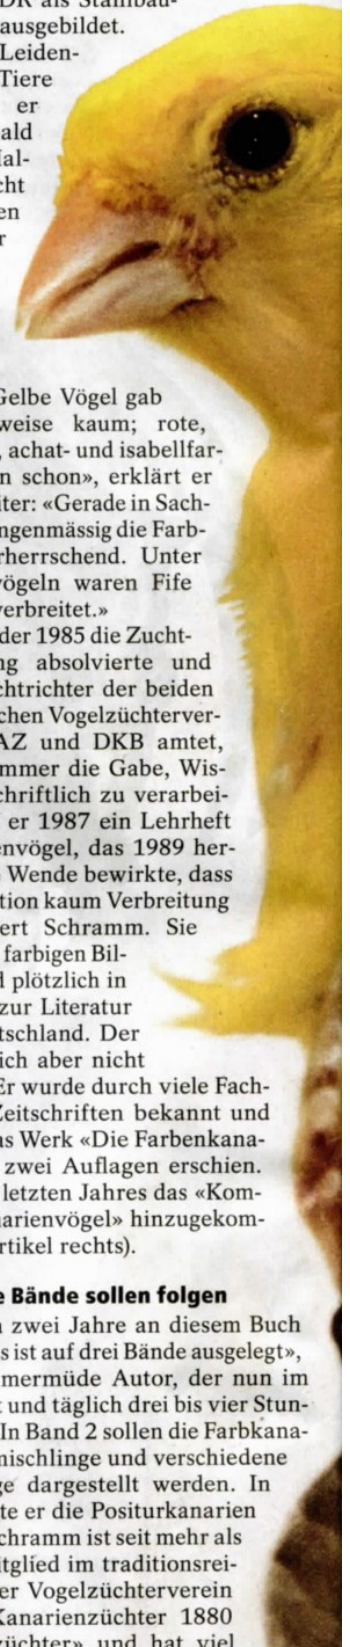 DR als Stammbau-
ausgebildet.
Leiden-
Tiere
er
ald
Hal-
cht
en
r
Gelbe Vögel gab
weise kaum; rote,
, achat- und isabellfar-
n schon», erklärt er
iter: «Gerade in Sach-
ngenmässig die Farb-
rherrschend. Unter
vögeln waren Fife
verbreitet.»
der 1985 die Zucht-
ng absolvierte und
chtrichter der beiden
chen Vogelzüchterver-
AZ und DKB amtet,
mmer die Gabe, Wis-
chriftlich zu verarbei-
er 1987 ein Lehrheft
envögel, das 1989 her-
Wende bewirkte, dass
tion kaum Verbreitung
ert Schramm. Sie
farbigen Bil-
d plötzlich in
zur Literatur
tschland. Der
ich aber nicht
Er wurde durch viele Fach-
Zeitschriften bekannt und
as Werk «Die Farbenkana-
zwei Auflagen erschien.
letzten Jahres das «Kom-
narienvögel» hinzugekom-
rtikel rechts).
e Bände sollen folgen
n zwei Jahre an diesem Buch
s ist auf drei Bände ausgelegt»,
mermüde Autor, der nun im
t und täglich drei bis vier Stun-
In Band 2 sollen die Farbkana-
mischlinge und verschiedene
ge dargestellt werden. In
te er die Positurkanarien
chramm ist seit mehr als
itglied im traditionsrei-
er Vogelzüchterverein
Kanarienzüchter 1880
züchter» und hat viel